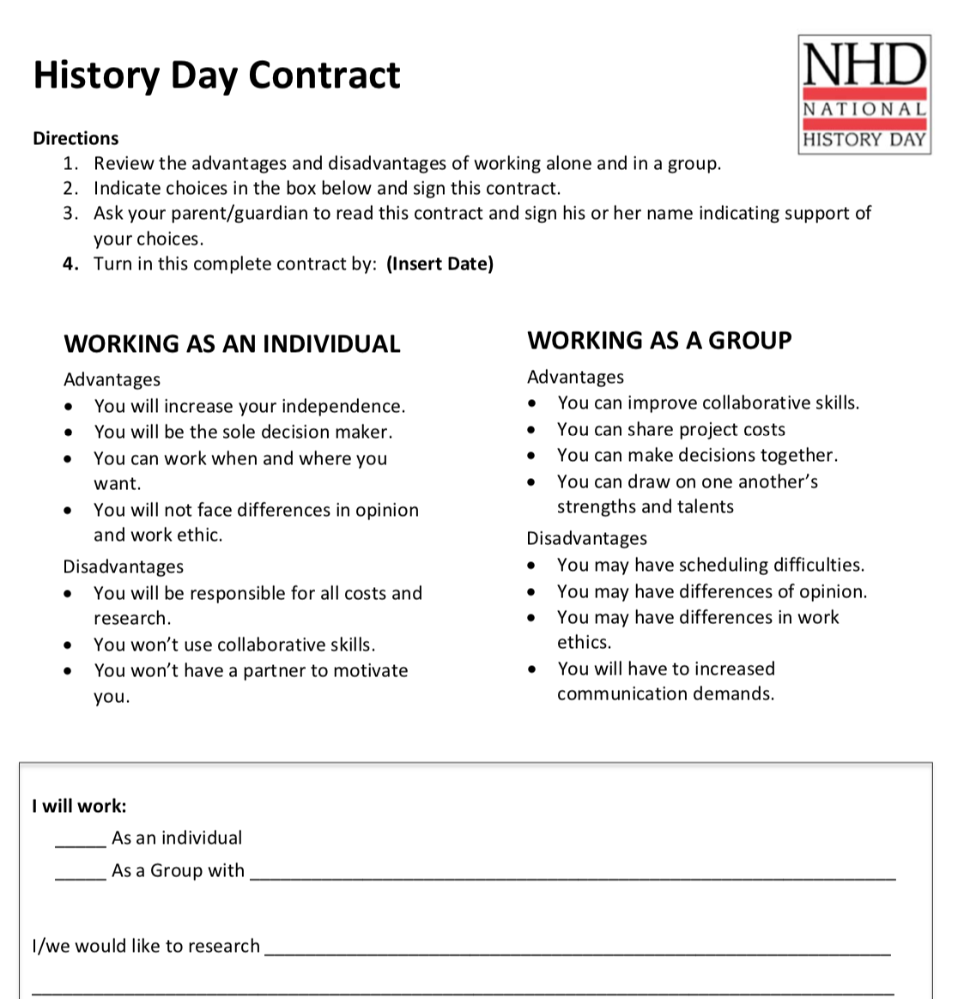 History Day Contract
NHD
NATIONAL
HISTORY DAY
Directions
1. Review the advantages and disadvantages of working alone and in a group.
2. Indicate choices in the box below and sign this contract.
3. Ask your parent/guardian to read this contract and sign his or her name indicating support of
your choices.
4. Turn in this complete contract by: (Insert Date)
WORKING AS AN INDIVIDUAL
Advantages
• You will increase your independence.
• You will be the sole decision maker.
• You can work when and where you
want.
• You will not face differences in opinion
and work ethic.
Disadvantages
• You will be responsible for all costs and
research.
• You won’t use collaborative skills.
• You won’t have a partner to motivate
you.
WORKING AS A GROUP
Advantages
• You can improve collaborative skills.
• You can share project costs
• You can make decisions together.
• You can draw on one another’s
strengths and talents
Disadvantages
• You may have scheduling difficulties.
• You may have differences of opinion.
• You may have differences in work
ethics.
• You will have to increased
communication demands.
I will work:
_____ As an individual
_____ As a Group with _____
I/we would like to research _____